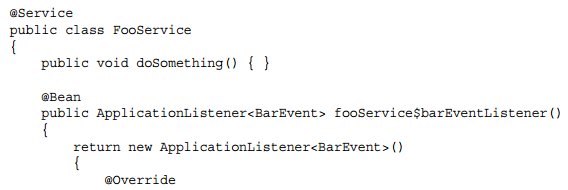 @Service
public class FooService
{
    public void doSomething() { }

    @Bean
    public ApplicationListener<BarEvent> fooService$barEventListener()
    {
        return new ApplicationListener<BarEvent>()
        {
            @Override